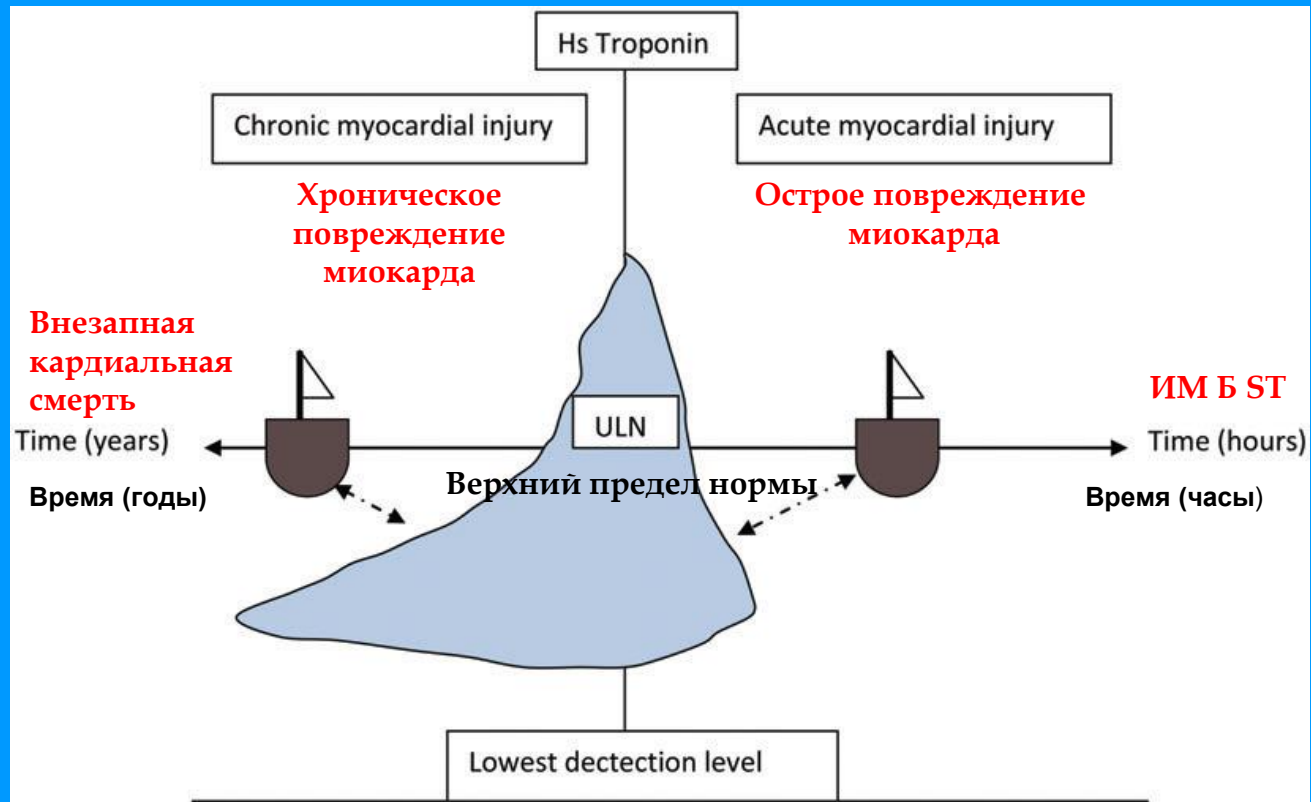 Hs Troponin
Chronic myocardial injury
Acute myocardial injury
Хроническое
повреждение
миокарда
Острое повреждение
миокарда
Внезапная
кардиальная
смерть
ИМ Б ST
Time (years)
ULN
Time (hours)
Верхний предел нормы
Время (годы)
Время (часы)
Lowest dectection level